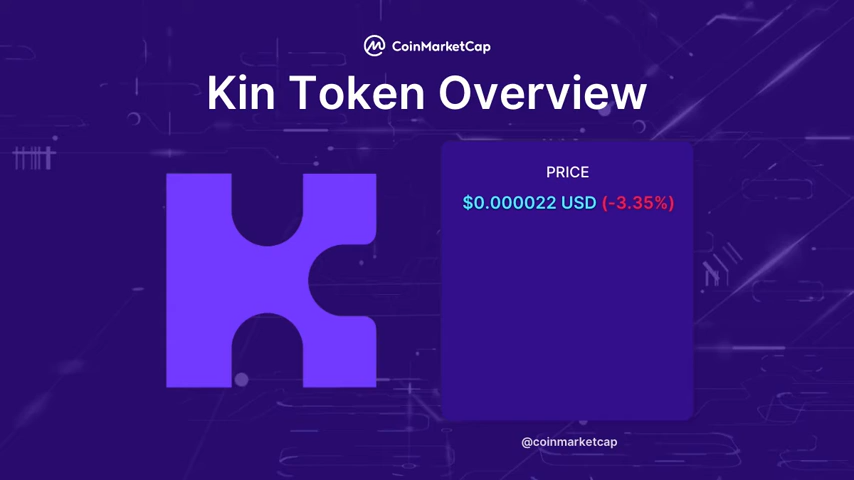 CoinMarketCap
Kin Token Overview
PRICE
$0.000022 USD (-3.35%)
@coinmarketcap